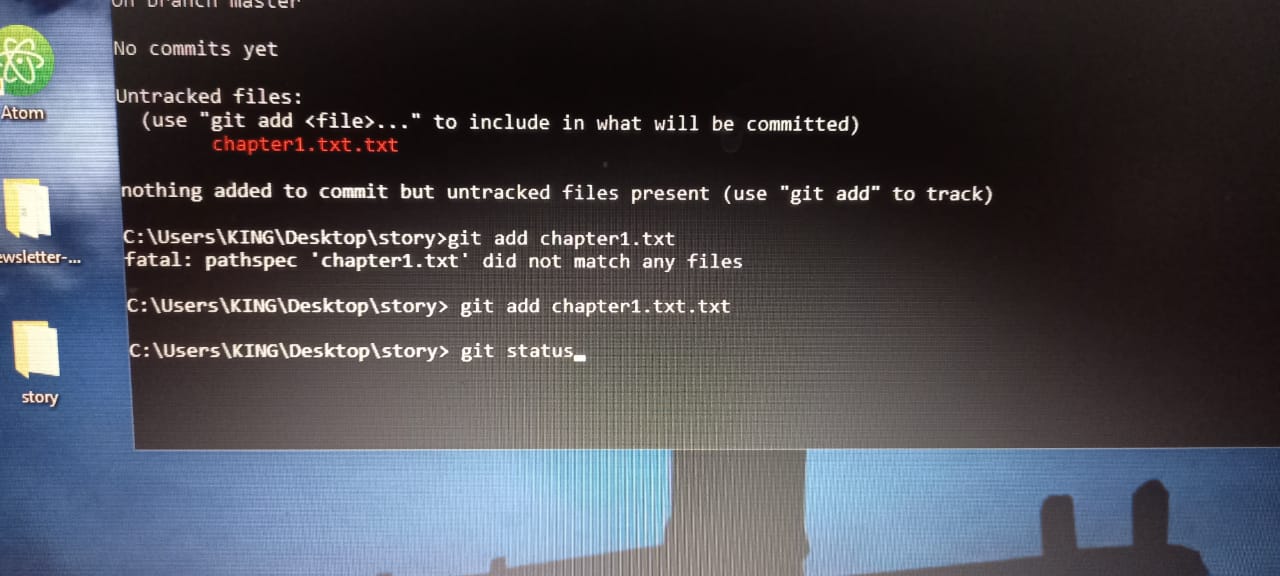 On branch master
No commits yet
Atom
Untracked files:
(use "git add <file>..." to include in what will be committed)
chapter1.txt.txt
nothing added to commit but untracked files present (use "git add" to track)
C:\Users\KING\Desktop\story>git add chapter1.txt
ewsletter-...
fatal: pathspec 'chapter1.txt' did not match any files
C:\Users\KING\Desktop\story> git add chapter1.txt.txt
C:\Users\KING\Desktop\story> git status_
story